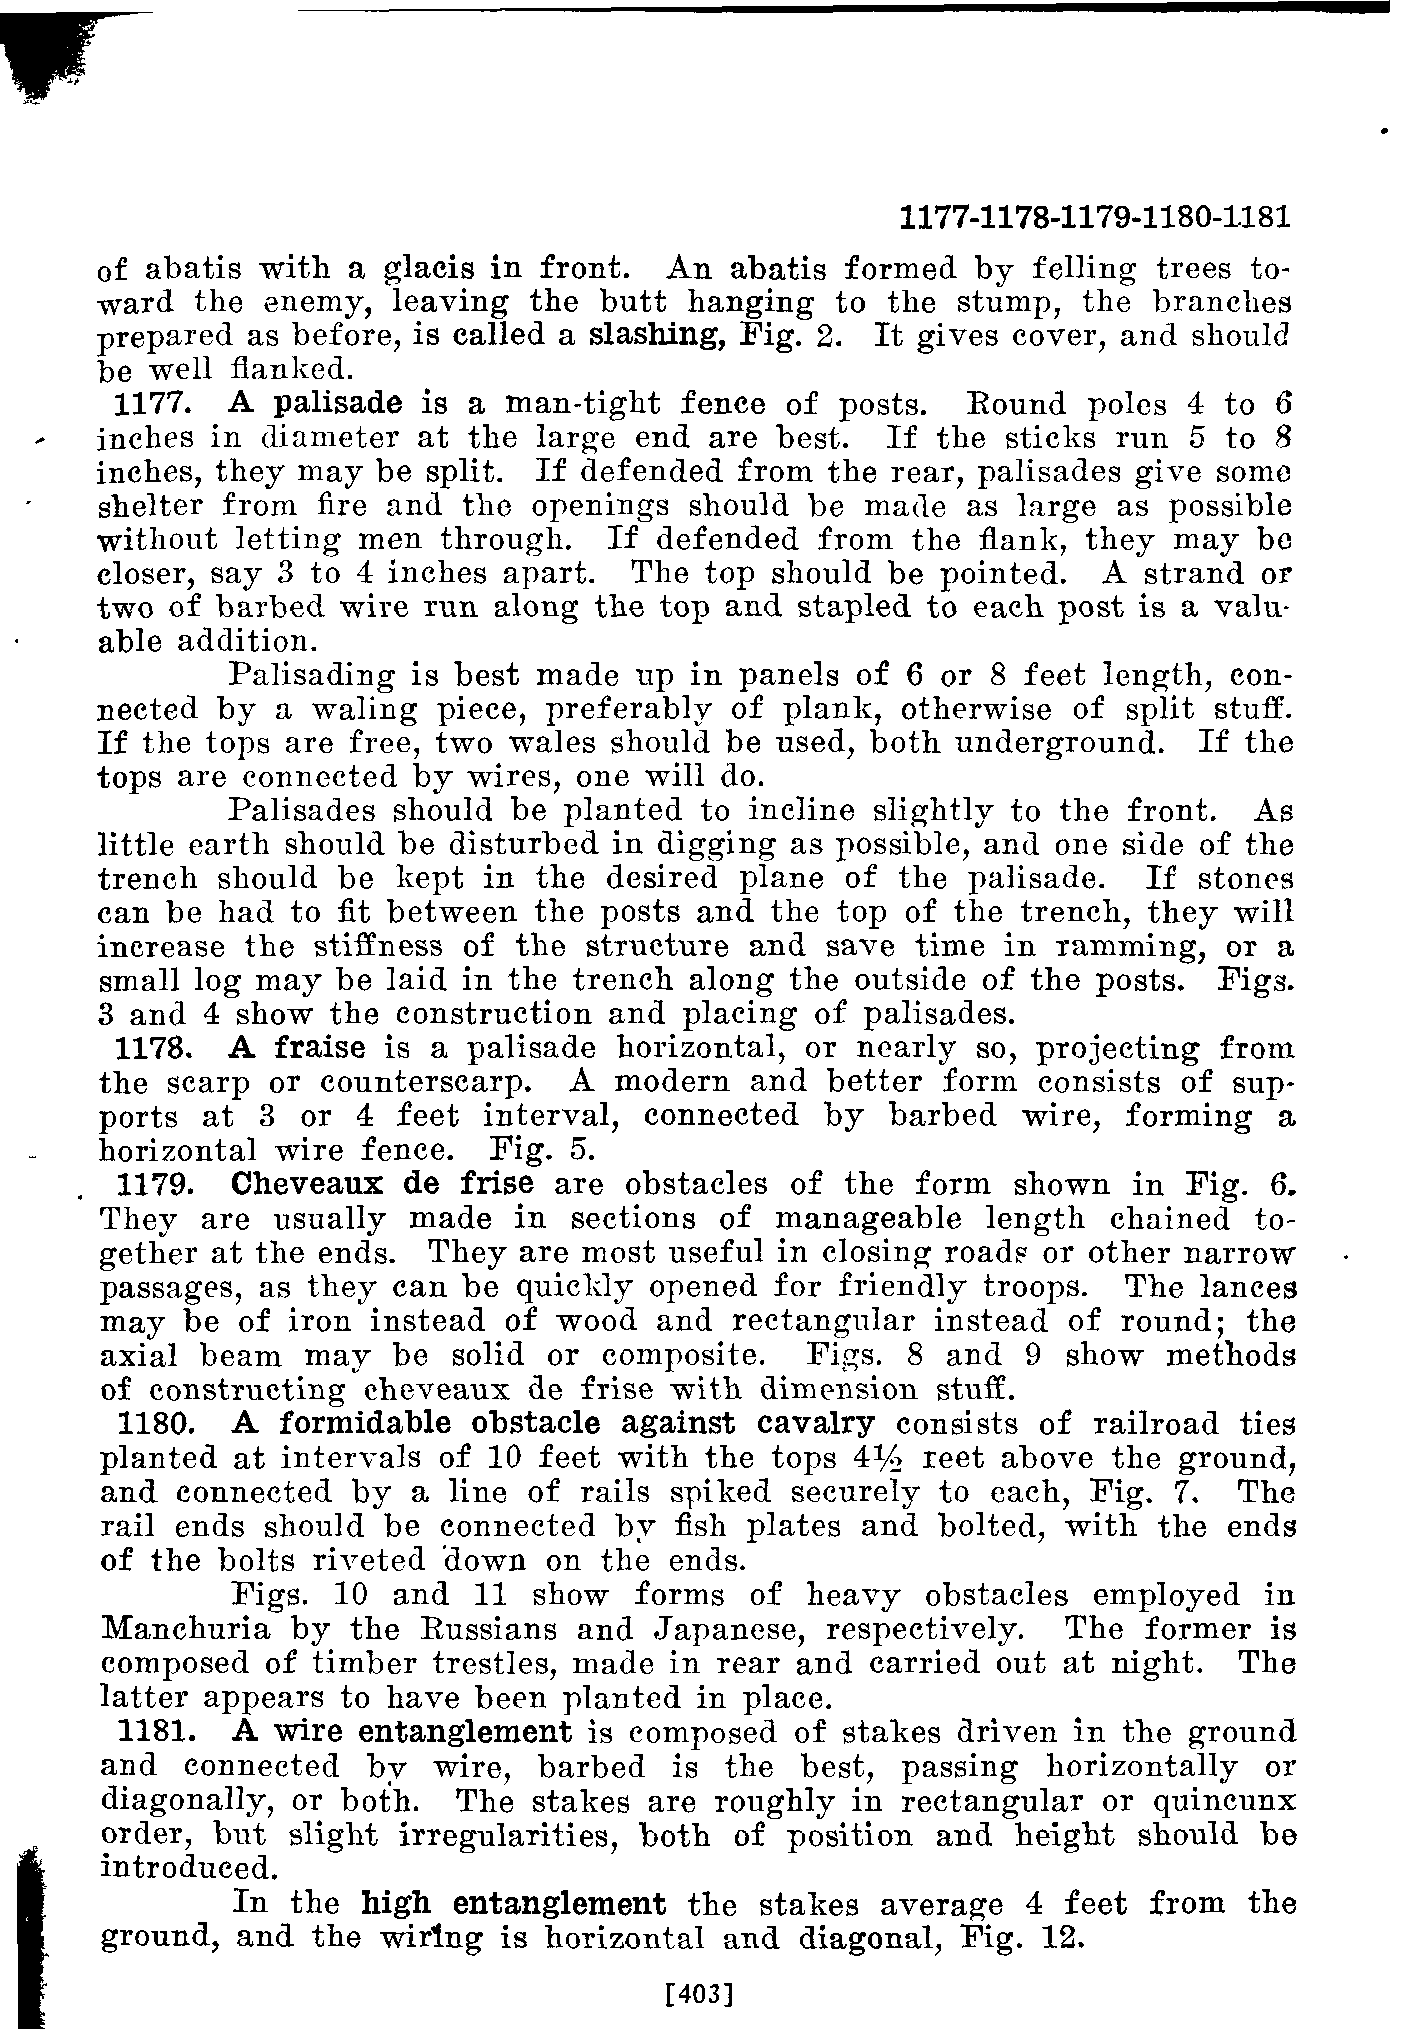 1177-1178-1179-1180-1181
of abatis with a glacis in front. An abatis formed by felling trees to-
ward the enemy, leaving the butt hanging to the stump, the branches
prepared as before, is called a slashing, Fig. 2. It gives cover, and should
be well flanked.
1177. A palisade is a man-tight fence of posts. Round poles 4 to 6
inches in diameter at the large end are best. If the sticks run 5 to 8
inches, they may be split. If defended from the rear, palisades give some
shelter from fire and the openings should be made as large as possible
without letting men through. If defended from the flank, they may be
closer, say 3 to 4 inches apart. The top should be pointed. A strand or
two of barbed wire run along the top and stapled to each post is a valu-
able addition.
Palisading is best made up in panels of 6 or 8 feet length, con-
nected by a waling piece, preferably of plank, otherwise of split stuff.
If the tops are free, two wales should be used, both underground. If the
tops are connected by wires, one will do.
Palisades should be planted to incline slightly to the front. As
little earth should be disturbed in digging as possible, and one side of the
trench should be kept in the desired plane of the palisade. If stones
can be had to fit between the posts and the top of the trench, they will
increase the stiffness of the structure and save time in ramming, or a
small log may be laid in the trench along the outside of the posts. Figs.
3 and 4 show the construction and placing of palisades.
1178. A fraise is a palisade horizontal, or nearly so, projecting from
the scarp or counterscarp. A modern and better form consists of sup-
ports at 3 or 4 feet interval, connected by barbed wire, forming a
horizontal wire fence. Fig. 5.
1179. Cheveaux de frise are obstacles of the form shown in Fig. 6.
They are usually made in sections of manageable length chained to-
gether at the ends. They are most useful in closing roads or other narrow
passages, as they can be quickly opened for friendly troops. The lances
may be of iron instead of wood and rectangular instead of round; the
axial beam may be solid or composite. Figs. 8 and 9 show methods
of constructing cheveaux de frise with dimension stuff.
1180. A formidable obstacle against cavalry consists of railroad ties
planted at intervals of 10 feet with the tops 4½ feet above the ground,
and connected by a line of rails spiked securely to each, Fig. 7. The
rail ends should be connected by fish plates and bolted, with the ends
of the bolts riveted down on the ends.
Figs. 10 and 11 show forms of heavy obstacles employed in
Manchuria by the Russians and Japanese, respectively. The former is
composed of timber trestles, made in rear and carried out at night. The
latter appears to have been planted in place.
1181. A wire entanglement is composed of stakes driven in the ground
and connected by wire, barbed is the best, passing horizontally or
diagonally, or both. The stakes are roughly in rectangular or quincunx
order, but slight irregularities, both of position and height should be
introduced.
In the high entanglement the stakes average 4 feet from the
ground, and the wiring is horizontal and diagonal, Fig. 12.
[403]